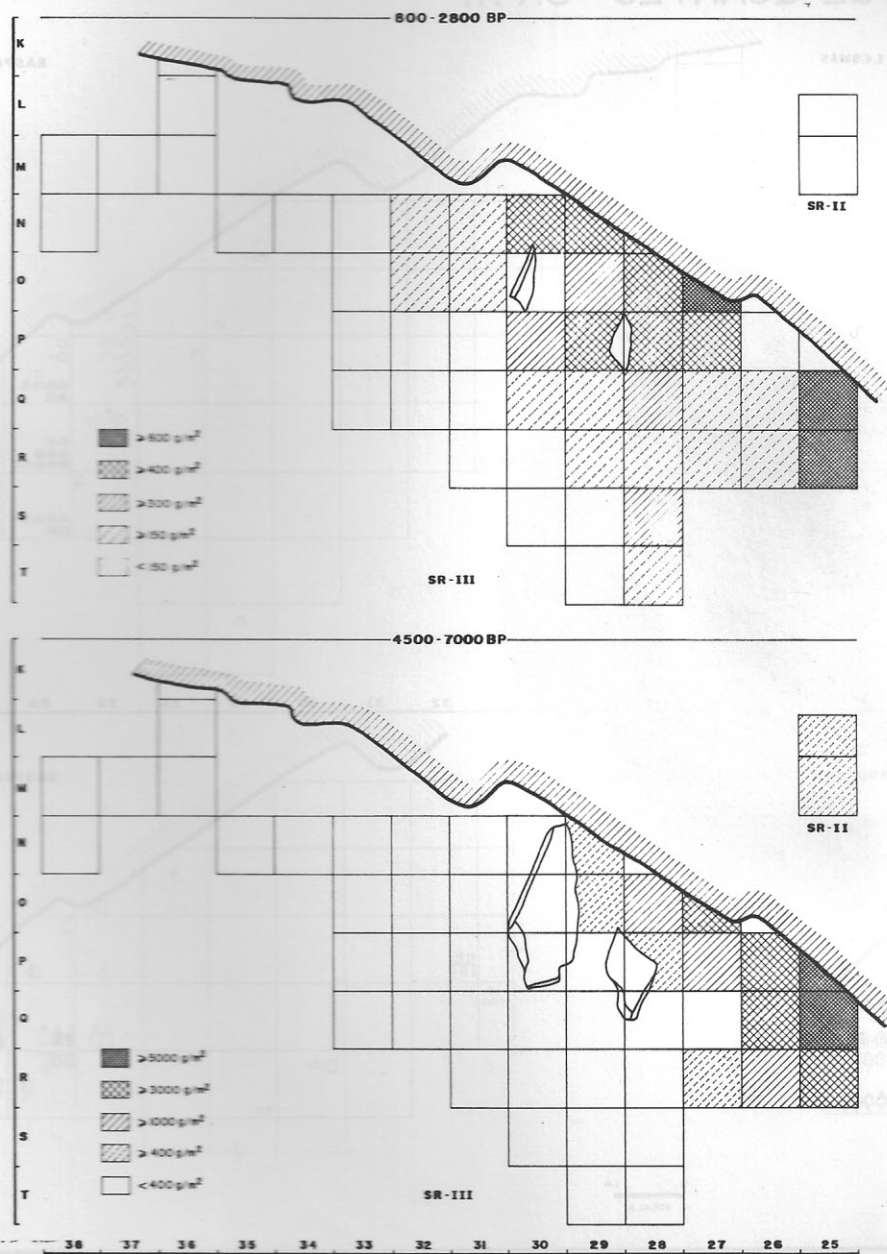 800-2800 BP
K
L
M
N
O
P
Q
R
S
T
SR-II
⩾600 g/m²
⩾400 g/m²
⩾300 g/m²
⩾150 g/m²
<150 g/m²
SR-III
4500-7000 BP
K
L
M
N
O
P
Q
R
S
T
SR-II
⩾5000 g/m²
⩾3000 g/m²
⩾1000 g/m²
⩾400 g/m²
<400 g/m²
SR-III
38 37 36 35 34 33 32 31 30 29 28 27 26 25